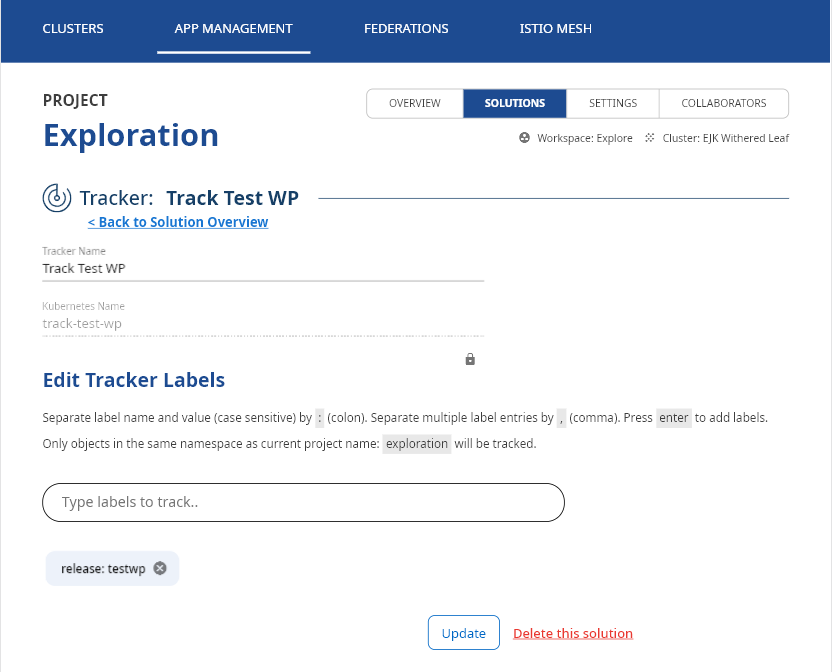 CLUSTERS APP MANAGEMENT FEDERATIONS ISTIO MESH
PROJECT
Exploration
OVERVIEW SOLUTIONS SETTINGS COLLABORATORS
Workspace: Explore Cluster: EJK Withered Leaf
Tracker: Track Test WP
< Back to Solution Overview
Tracker Name
Track Test WP
Kubernetes Name
track-test-wp
Edit Tracker Labels
Separate label name and value (case sensitive) by : (colon). Separate multiple label entries by , (comma). Press enter to add labels.
Only objects in the same namespace as current project name: exploration will be tracked.
Type labels to track..
release: testwp
Update Delete this solution